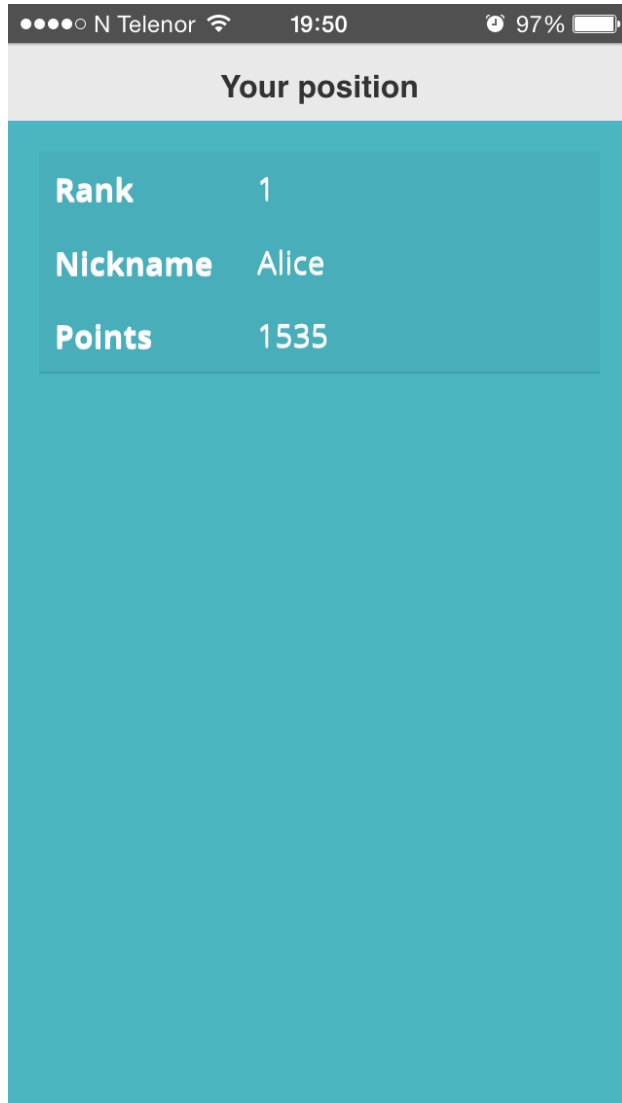 N Telenor 19:50 97%
Your position
Rank 1
Nickname Alice
Points 1535